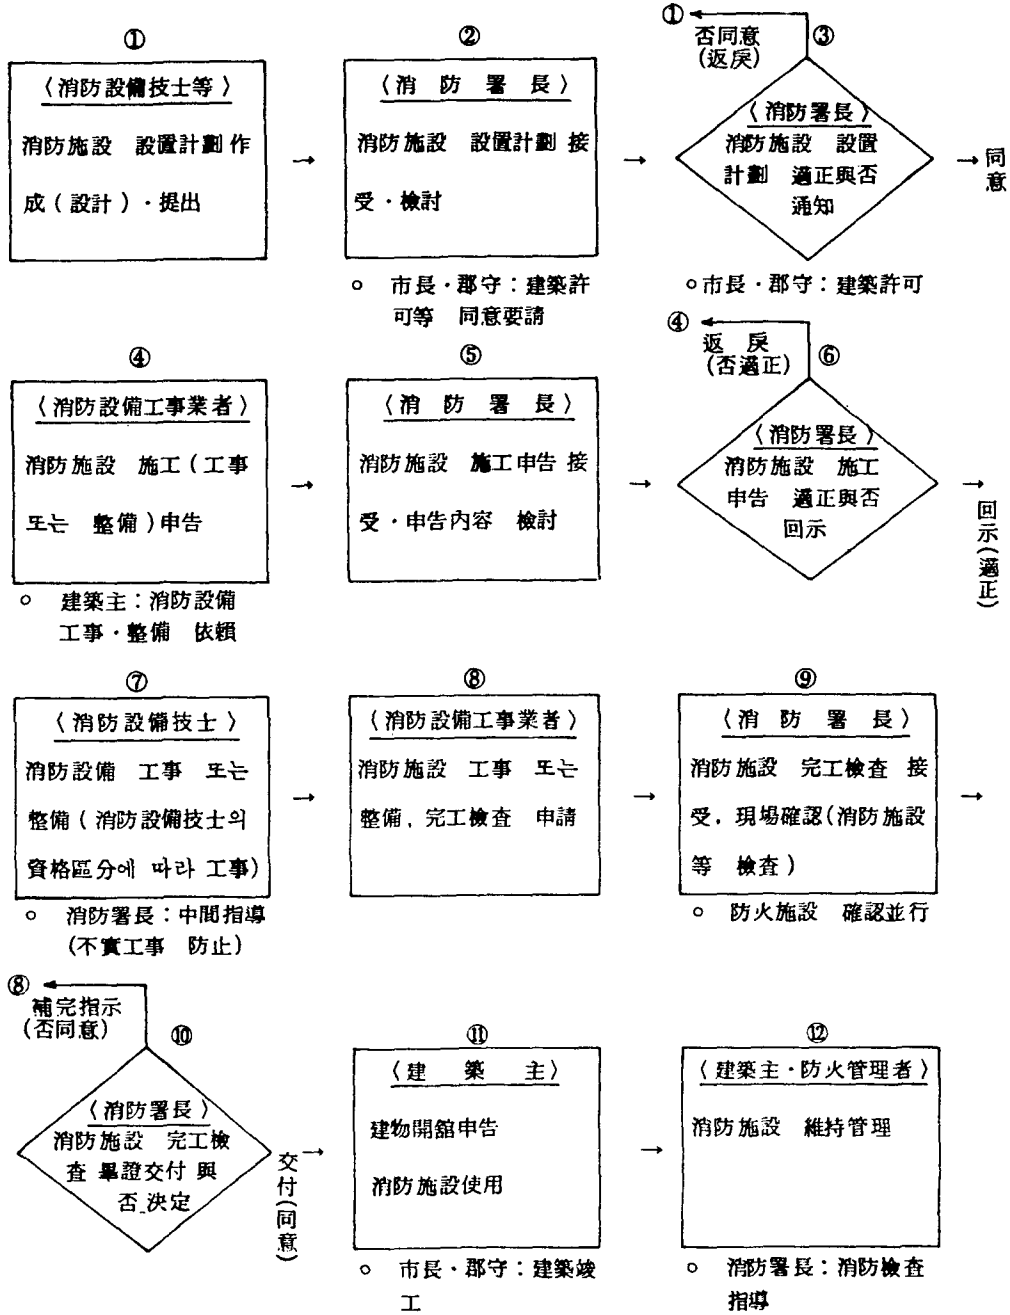 ①
〈消防設備技士等〉
消防施設 設置計劃 作
成(設計)·提出
②
〈消 防 署 長〉
消防施設 設置計劃 接
受·檢討
○ 市長·郡守:建築許
可等 同意要請
①
否同意
(返戾)
③
〈消防署長〉
消防施設 設置
計劃 適正與否
通知
同意
○市長·郡守:建築許可
④
〈消防設備工事業者〉
消防施設 施工(工事
또는 整備)申告
○ 建築主:消防設備
工事·整備 依賴
⑤
〈消 防 署 長〉
消防施設 施工申告 接
受·申告內容 檢討
④
返 戾
(否適正)
⑥
〈消防署長〉
消防施設 施工
申告 適正與否
回示
回示(適正)
⑦
〈消防設備技士〉
消防設備 工事 또는
整備(消防設備技士의
資格區分에 따라 工事)
○ 消防署長:中間指導
(不實工事 防止)
⑧
〈消防設備工事業者〉
消防施設 工事 또는
整備, 完工檢查 申請
⑨
〈消 防 署 長〉
消防施設 完工檢查 接
受, 現場確認(消防施設
等 檢查)
○ 防火施設 確認並行
⑧
補完指示
(否同意)
⑩
〈消防署長〉
消防施設 完工檢
查 畢證交付 與
否 決定
交付(同意)
⑪
〈建 築 主〉
建物開舘申告
消防施設使用
○ 市長·郡守:建築竣
工
⑫
〈建築主·防火管理者〉
消防施設 維持管理
○ 消防署長:消防檢查
指導